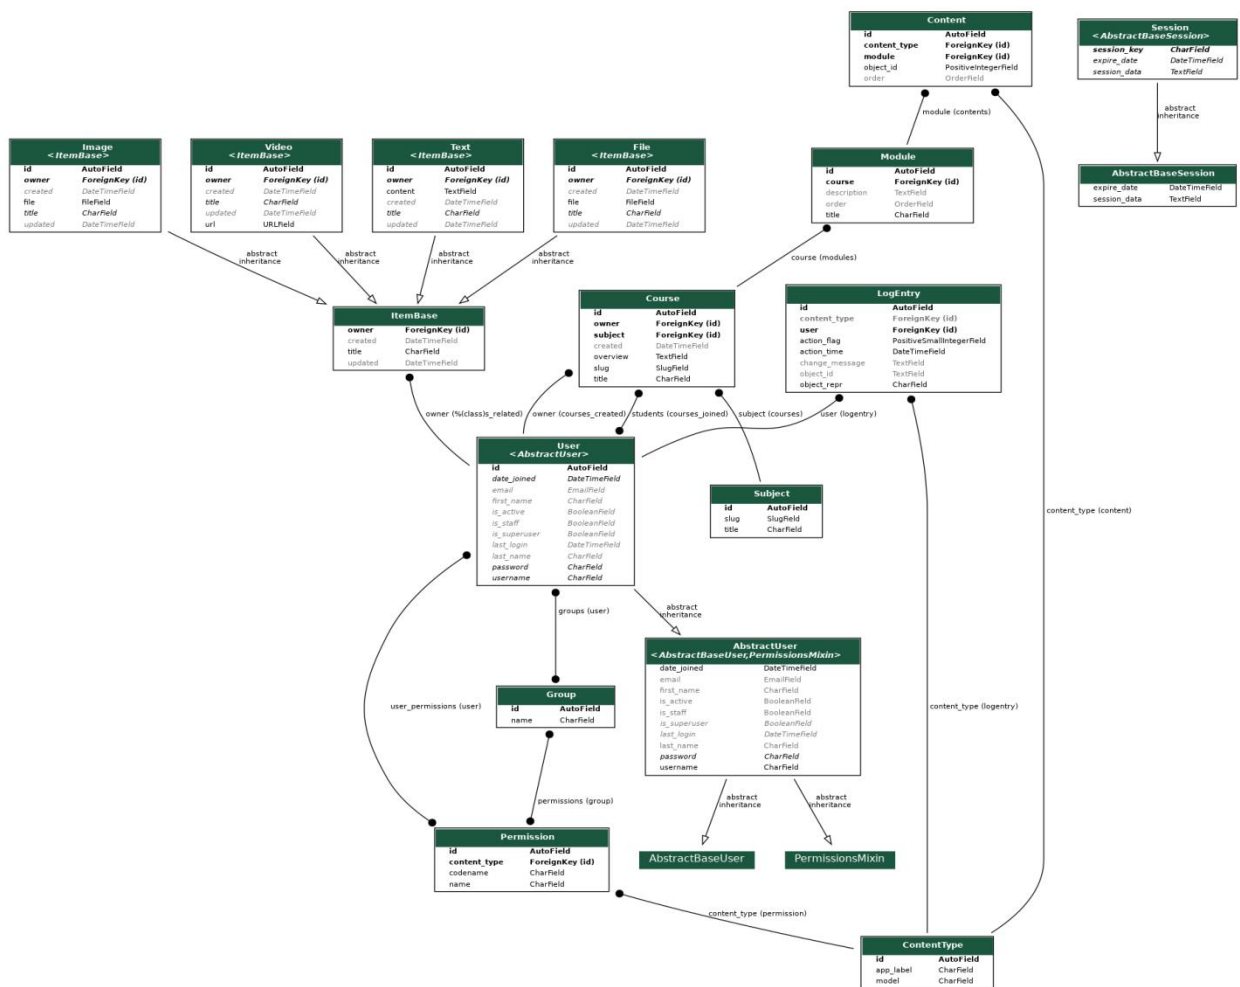 Content
id AutoField
content_type ForeignKey (id)
module ForeignKey (id)
object_id PositiveIntegerField
order OrderField
Session
<AbstractBaseSession>
session_key CharField
expire_date DateTimeField
session_data TextField
module (contents)
abstract
inheritance
Image
<ItemBase>
id AutoField
owner ForeignKey (id)
created DateTimeField
file FileField
title CharField
updated DateTimeField
Video
<ItemBase>
id AutoField
owner ForeignKey (id)
created DateTimeField
title CharField
updated DateTimeField
url URLField
Text
<ItemBase>
id AutoField
owner ForeignKey (id)
content TextField
created DateTimeField
title CharField
updated DateTimeField
File
<ItemBase>
id AutoField
owner ForeignKey (id)
created DateTimeField
file FileField
title CharField
updated DateTimeField
Module
id AutoField
course ForeignKey (id)
description TextField
order OrderField
title CharField
AbstractBaseSession
expire_date DateTimeField
session_data TextField
abstract
inheritance
abstract
inheritance
abstract
inheritance
abstract
inheritance
course (modules)
ItemBase
owner ForeignKey (id)
created DateTimeField
title CharField
updated DateTimeField
Course
id AutoField
owner ForeignKey (id)
subject ForeignKey (id)
created DateTimeField
overview TextField
slug SlugField
title CharField
LogEntry
id AutoField
content_type ForeignKey (id)
user ForeignKey (id)
action_flag PositiveSmallIntegerField
action_time DateTimeField
change_message TextField
object_id TextField
object_repr CharField
owner (%(class)s_related)
owner (courses_created)
students (courses_joined)
subject (courses)
user (logentry)
User
<AbstractUser>
id AutoField
date_joined DateTimeField
email EmailField
first_name CharField
is_active BooleanField
is_staff BooleanField
is_superuser BooleanField
last_login DateTimeField
last_name CharField
password CharField
username CharField
Subject
id AutoField
slug SlugField
title CharField
content_type (content)
groups (user)
abstract
inheritance
AbstractUser
<AbstractBaseUser,PermissionsMixin>
date_joined DateTimeField
email EmailField
first_name CharField
is_active BooleanField
is_staff BooleanField
is_superuser BooleanField
last_login DateTimeField
last_name CharField
password CharField
username CharField
Group
id AutoField
name CharField
user_permissions (user)
content_type (logentry)
permissions (group)
abstract
inheritance
abstract
inheritance
Permission
id AutoField
content_type ForeignKey (id)
codename CharField
name CharField
AbstractBaseUser
PermissionsMixin
content_type (permission)
ContentType
id AutoField
app_label CharField
model CharField